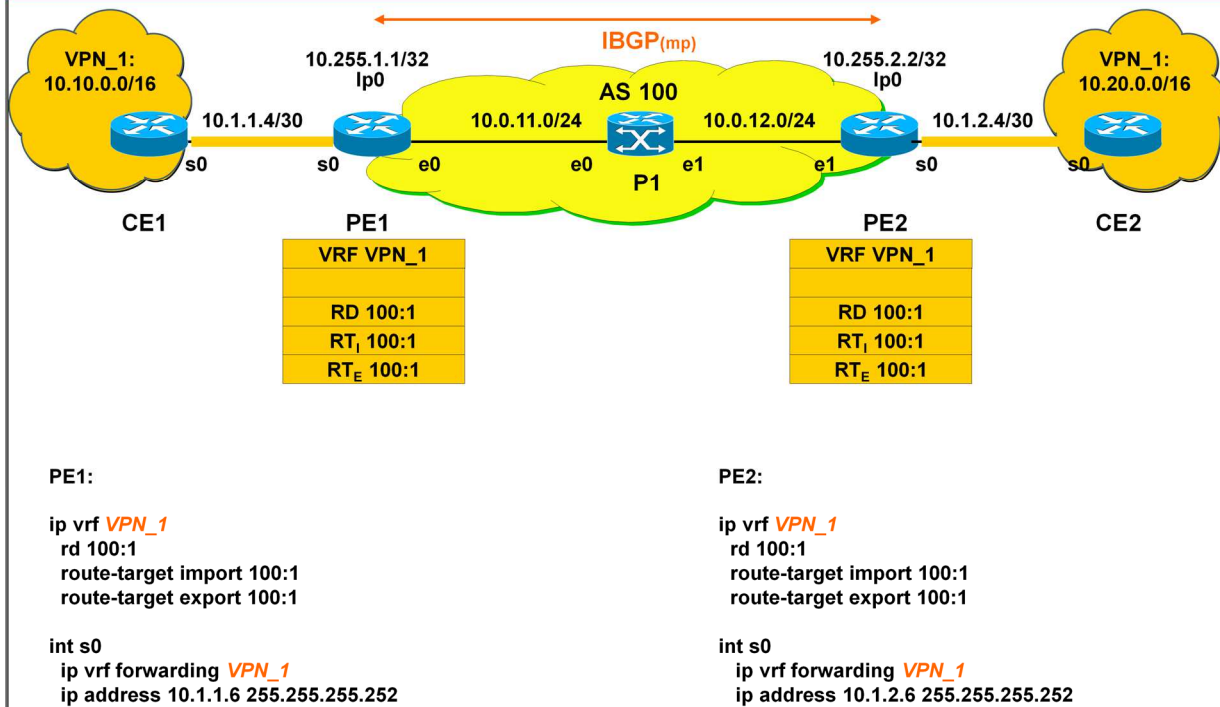 IBGP(mp)
VPN_1:
10.10.0.0/16
10.255.1.1/32
lp0
10.255.2.2/32
lp0
VPN_1:
10.20.0.0/16
AS 100
10.1.1.4/30
10.0.11.0/24
10.0.12.0/24
10.1.2.4/30
s0
s0
e0
e0
e1
e1
s0
s0
P1
CE1
PE1
PE2
CE2
VRF VPN_1
RD 100:1
RTI 100:1
RTE 100:1
VRF VPN_1
RD 100:1
RTI 100:1
RTE 100:1
PE1:
ip vrf VPN_1
rd 100:1
route-target import 100:1
route-target export 100:1
int s0
ip vrf forwarding VPN_1
ip address 10.1.1.6 255.255.255.252
PE2:
ip vrf VPN_1
rd 100:1
route-target import 100:1
route-target export 100:1
int s0
ip vrf forwarding VPN_1
ip address 10.1.2.6 255.255.255.252